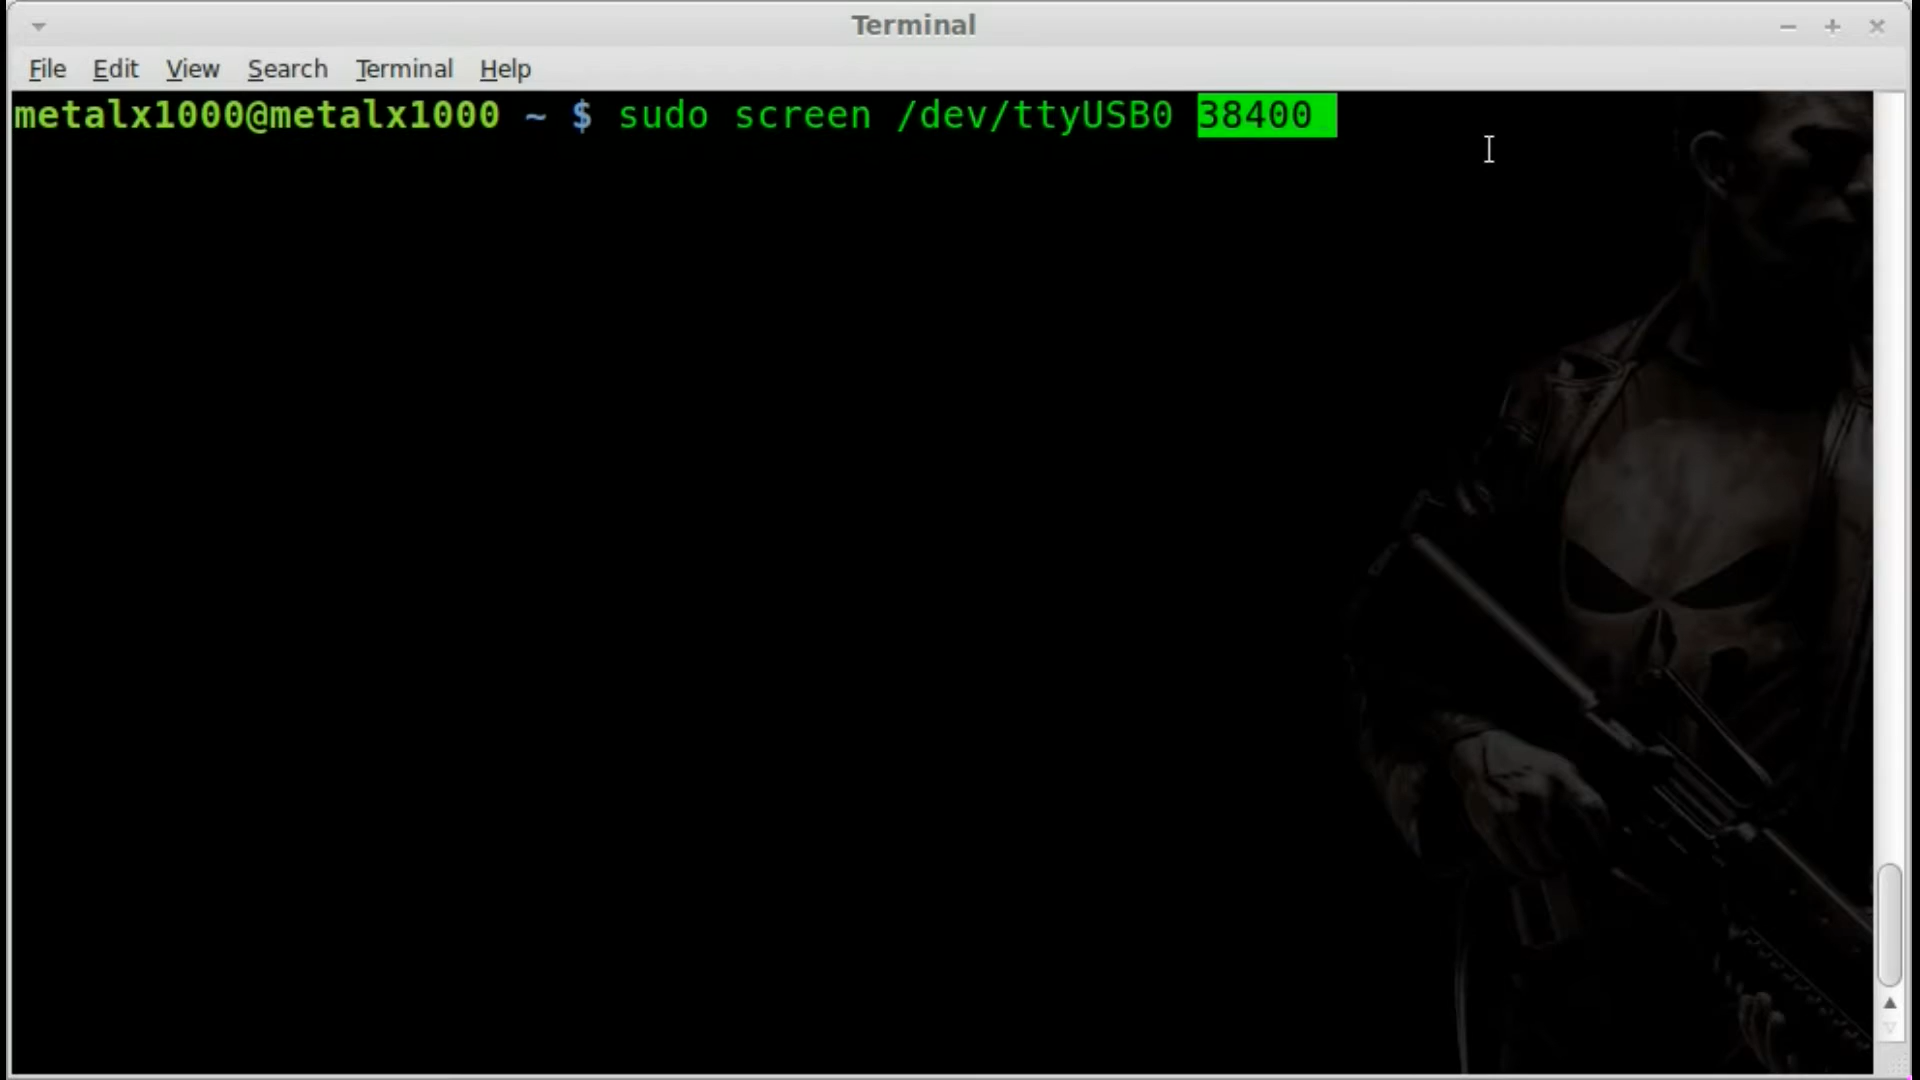 Terminal
File Edit View Search Terminal Help
metalx1000@metalx1000 ~ $ sudo screen /dev/ttyUSB0 38400